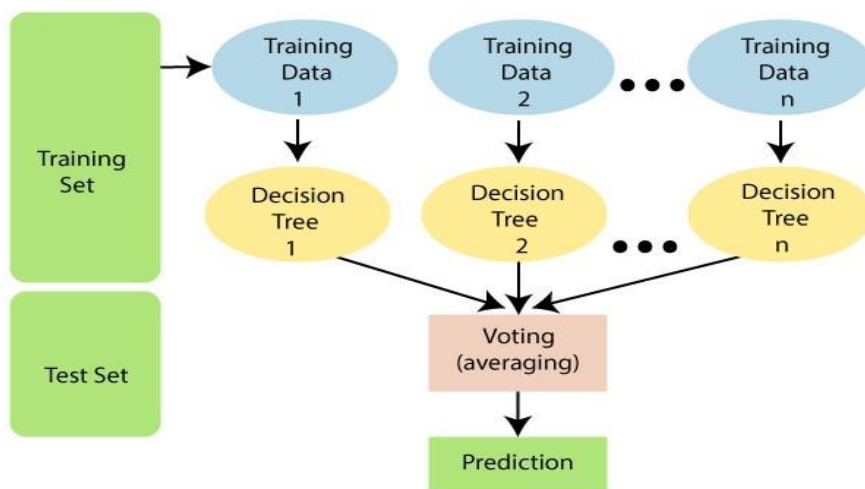 Training
Set
Test Set
Training
Data
1
Training
Data
2
Training
Data
n
Decision
Tree
1
Decision
Tree
2
Decision
Tree
n
Voting
(averaging)
Prediction